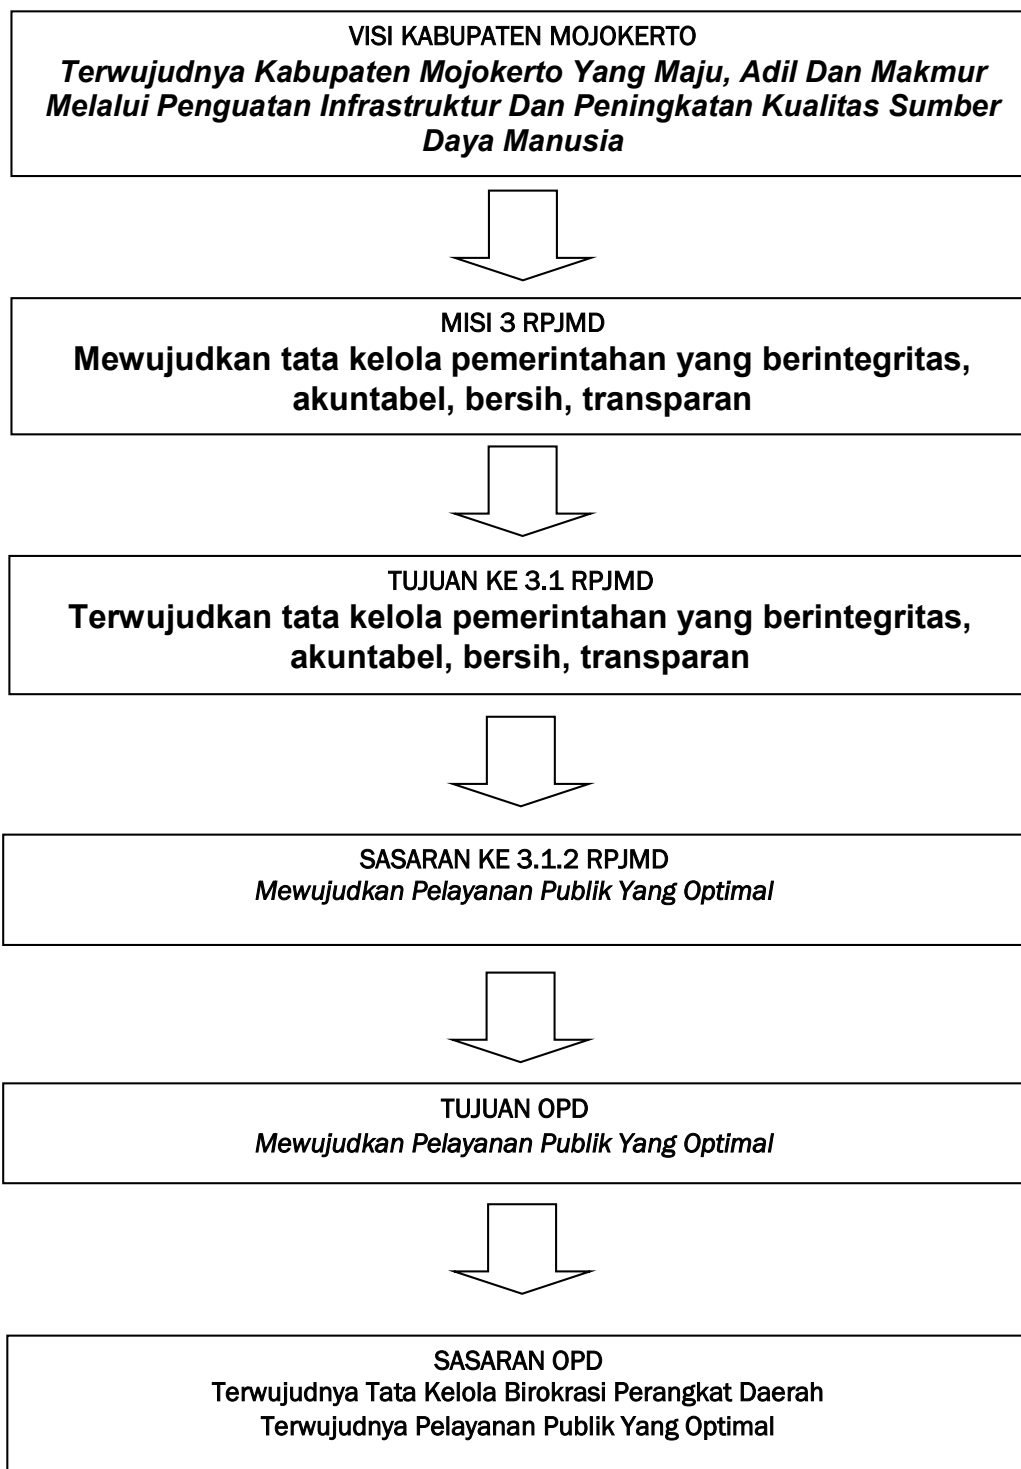 VISI KABUPATEN MOJOKERTO
Terwujudnya Kabupaten Mojokerto Yang Maju, Adil Dan Makmur
Melalui Penguatan Infrastruktur Dan Peningkatan Kualitas Sumber
Daya Manusia
MISI 3 RPJMD
Mewujudkan tata kelola pemerintahan yang berintegritas,
akuntabel, bersih, transparan
TUJUAN KE 3.1 RPJMD
Terwujudkan tata kelola pemerintahan yang berintegritas,
akuntabel, bersih, transparan
SASARAN KE 3.1.2 RPJMD
Mewujudkan Pelayanan Publik Yang Optimal
TUJUAN OPD
Mewujudkan Pelayanan Publik Yang Optimal
SASARAN OPD
Terwujudnya Tata Kelola Birokrasi Perangkat Daerah
Terwujudnya Pelayanan Publik Yang Optimal